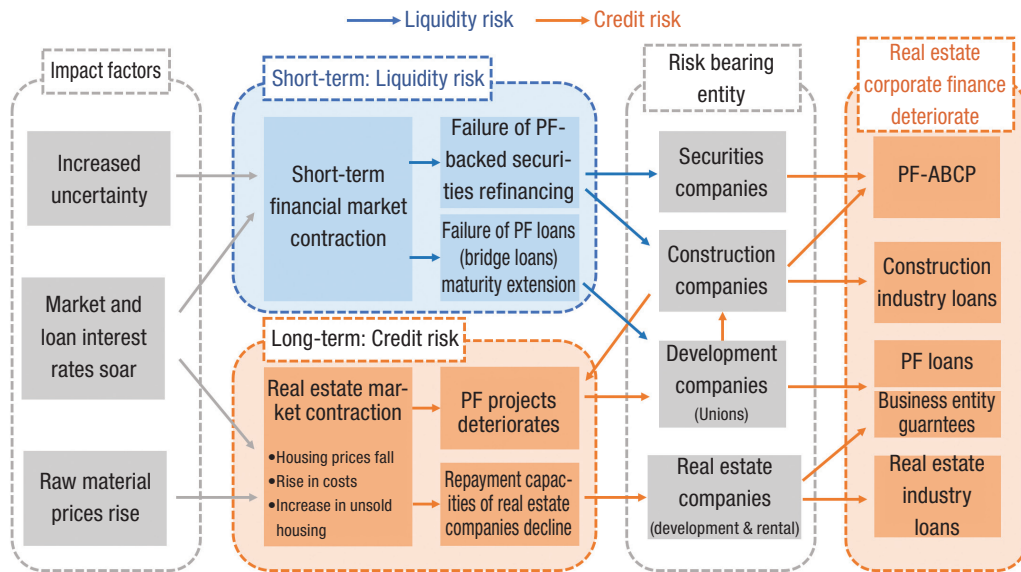 Liquidity risk
Credit risk
Impact factors
Increased
uncertainty
Market and
loan interest
rates soar
Raw material
prices rise
Short-term: Liquidity risk
Short-term
financial market
contraction
Failure of PF-
backed securi-
ties refinancing
Failure of PF loans
(bridge loans)
maturity extension
Long-term: Credit risk
Real estate mar-
ket contraction
•Housing prices fall
•Rise in costs
•Increase in unsold
housing
PF projects
deteriorates
Repayment capac-
ities of real estate
companies decline
Risk bearing
entity
Securities
companies
Construction
companies
Development
companies
(Unions)
Real estate
companies
(development & rental)
Real estate
corporate finance
deteriorate
PF-ABCP
Construction
industry loans
PF loans
Business entity
guarntees
Real estate
industry
loans